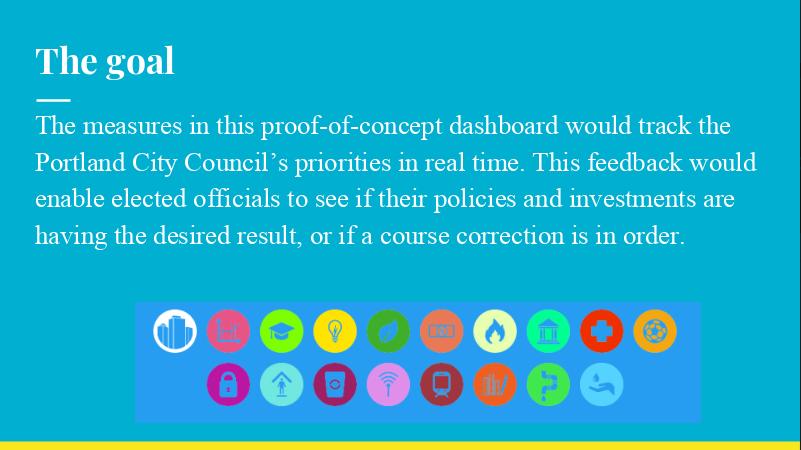 The goal
The measures in this proof-of-concept dashboard would track the
Portland City Council’s priorities in real time. This feedback would
enable elected officials to see if their policies and investments are
having the desired result, or if a course correction is in order.